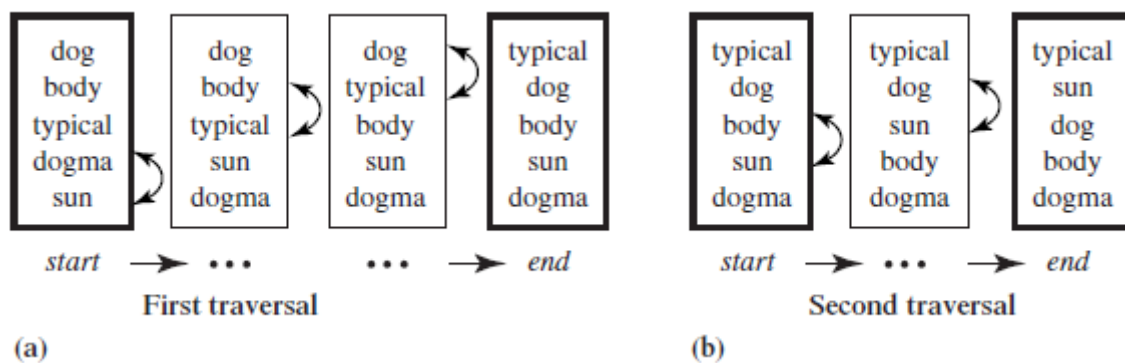 dog dog dog typical typical typical typical
body body typical dog dog dog sun
typical typical body body body sun dog
dogma sun sun sun sun body body
sun dogma dogma dogma dogma dogma dogma
start ••• ••• end start ••• end
First traversal Second traversal
(a) (b)